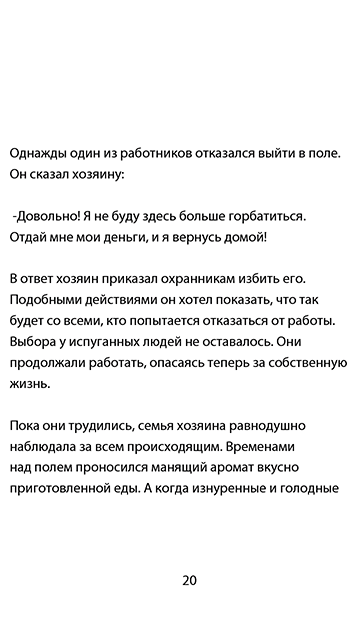 Однажды один из работников отказался выйти в поле.
Он сказал хозяину:
-Довольно! Я не буду здесь больше горбатиться.
Отдай мне мои деньги, и я вернусь домой!
В ответ хозяин приказал охранникам избить его.
Подобными действиями он хотел показать, что так
будет со всеми, кто попытается отказаться от работы.
Выбора у испуганных людей не оставалось. Они
продолжали работать, опасаясь теперь за собственную
жизнь.
Пока они трудились, семья хозяина равнодушно
наблюдала за всем происходящим. Временами
над полем проносился манящий аромат вкусно
приготовленной еды. А когда изнуренные и голодные
20